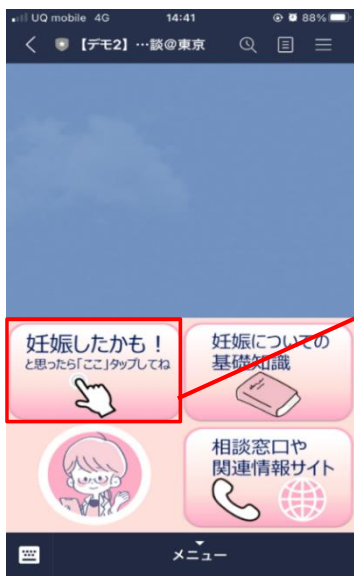 UQ mobile 4G 14:41 88%
【デモ2】…談@東京
妊娠したかも！
と思ったら「ここ」タップしてね
妊娠についての
基礎知識
相談窓口や
関連情報サイト
メニュー